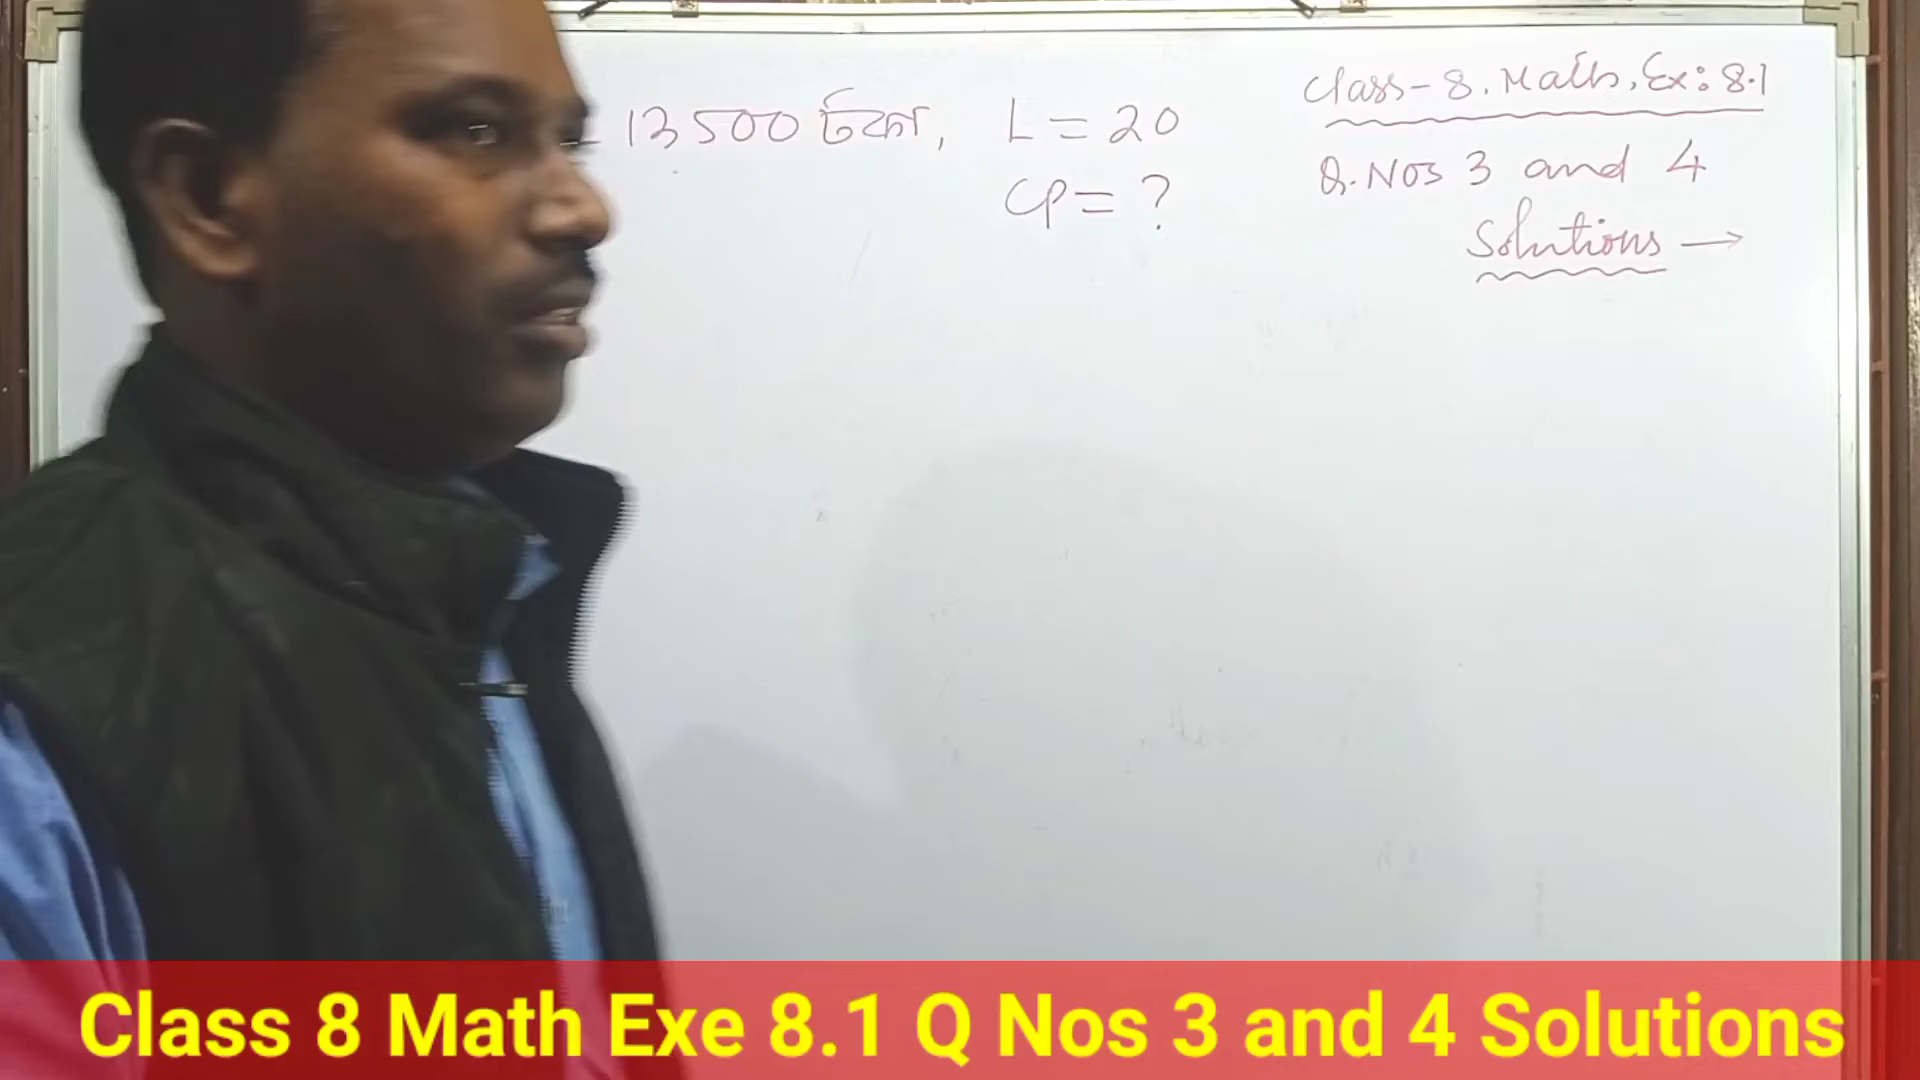 = 13500 টকা, L = 20
CP = ?
Class-8. Math, Ex: 8.1
Q. Nos 3 and 4
Solutions →
Class 8 Math Exe 8.1 Q Nos 3 and 4 Solutions